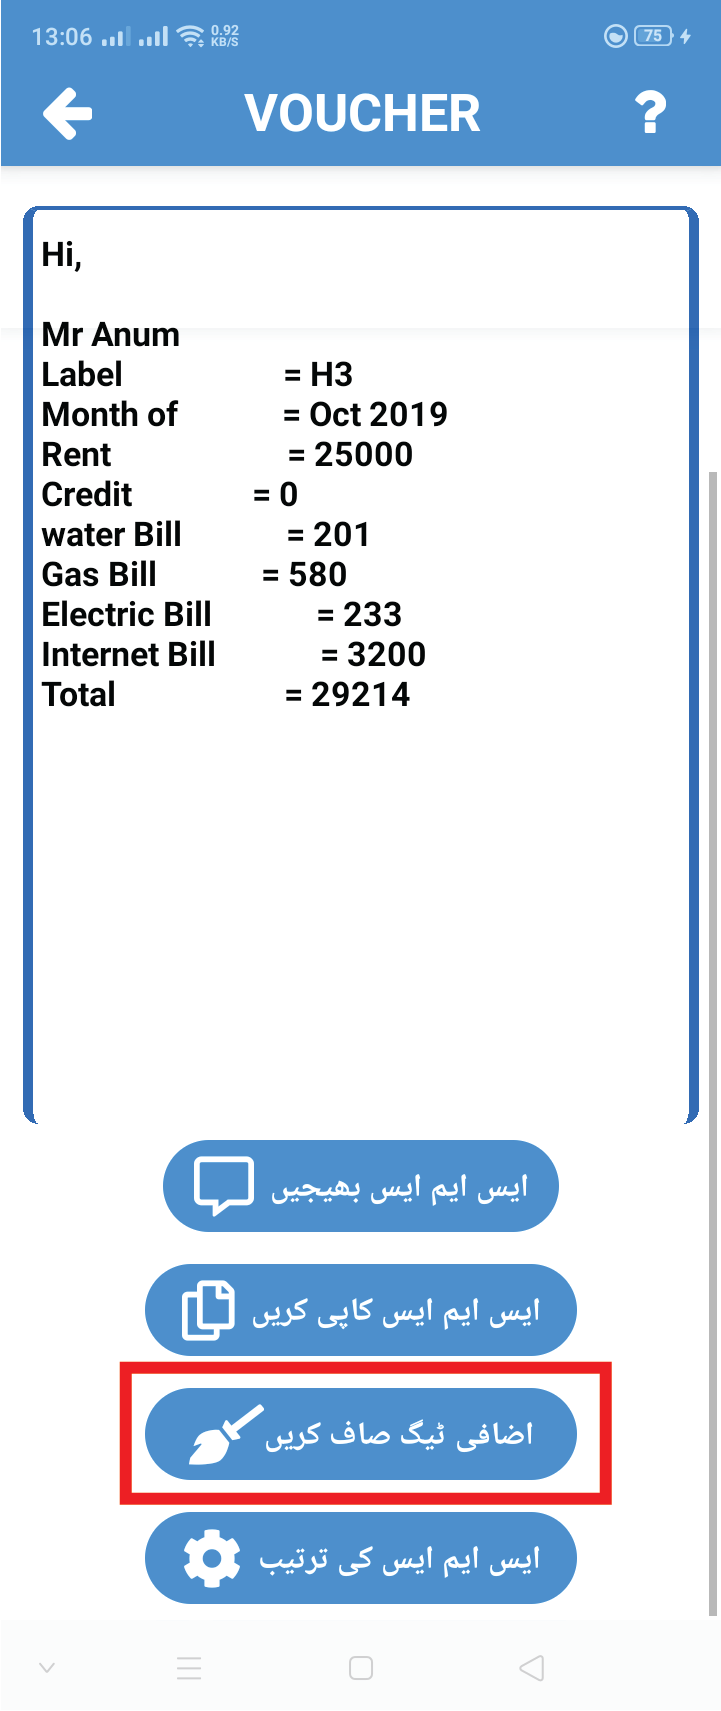 13:06 0.92 KB/S 75
VOUCHER ?
Hi,
Mr Anum
Label = H3
Month of = Oct 2019
Rent = 25000
Credit = 0
water Bill = 201
Gas Bill = 580
Electric Bill = 233
Internet Bill = 3200
Total = 29214
ایس ایم ایس بھیجیں
ایس ایم ایس کاپی کریں
اضافی ٹیگ صاف کریں
ایس ایم ایس کی ترتیب